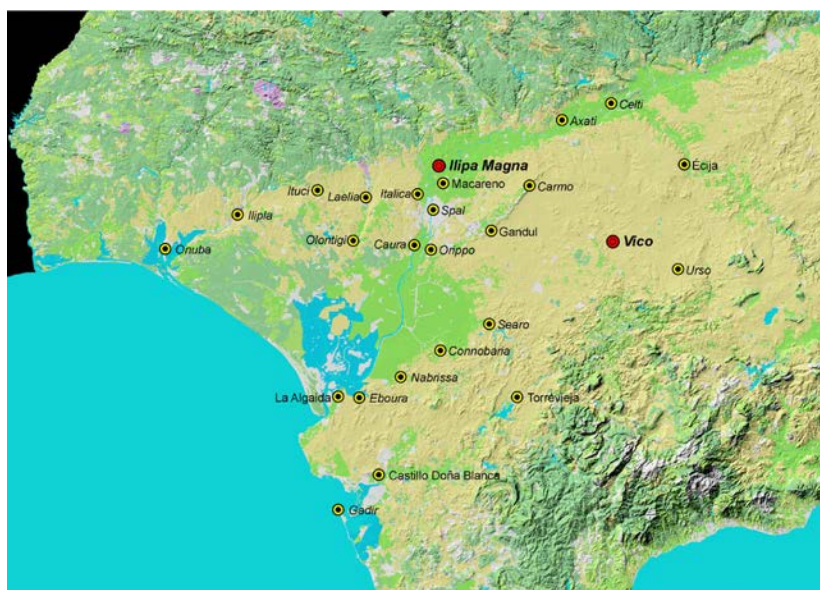 Celti
Axati
Ilipa Magna
Écija
Macareno
Carmo
Ituci
Laelia
Italica
Spal
Ilipla
Gandul
Olontigi
Caura
Orippo
Vico
Onuba
Urso
Searo
Connobaria
Nabrissa
La Algaida
Eboura
Torrevieja
Castillo Doña Blanca
Gadir